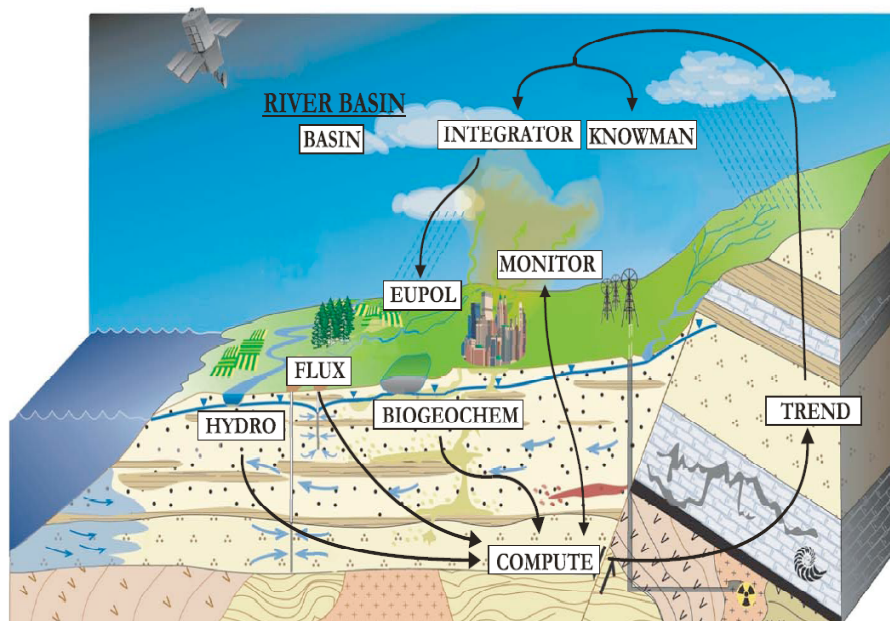 RIVER BASIN
BASIN
INTEGRATOR
KNOWMAN
MONITOR
EUPOL
FLUX
HYDRO
BIOGEOCHEM
TREND
COMPUTE